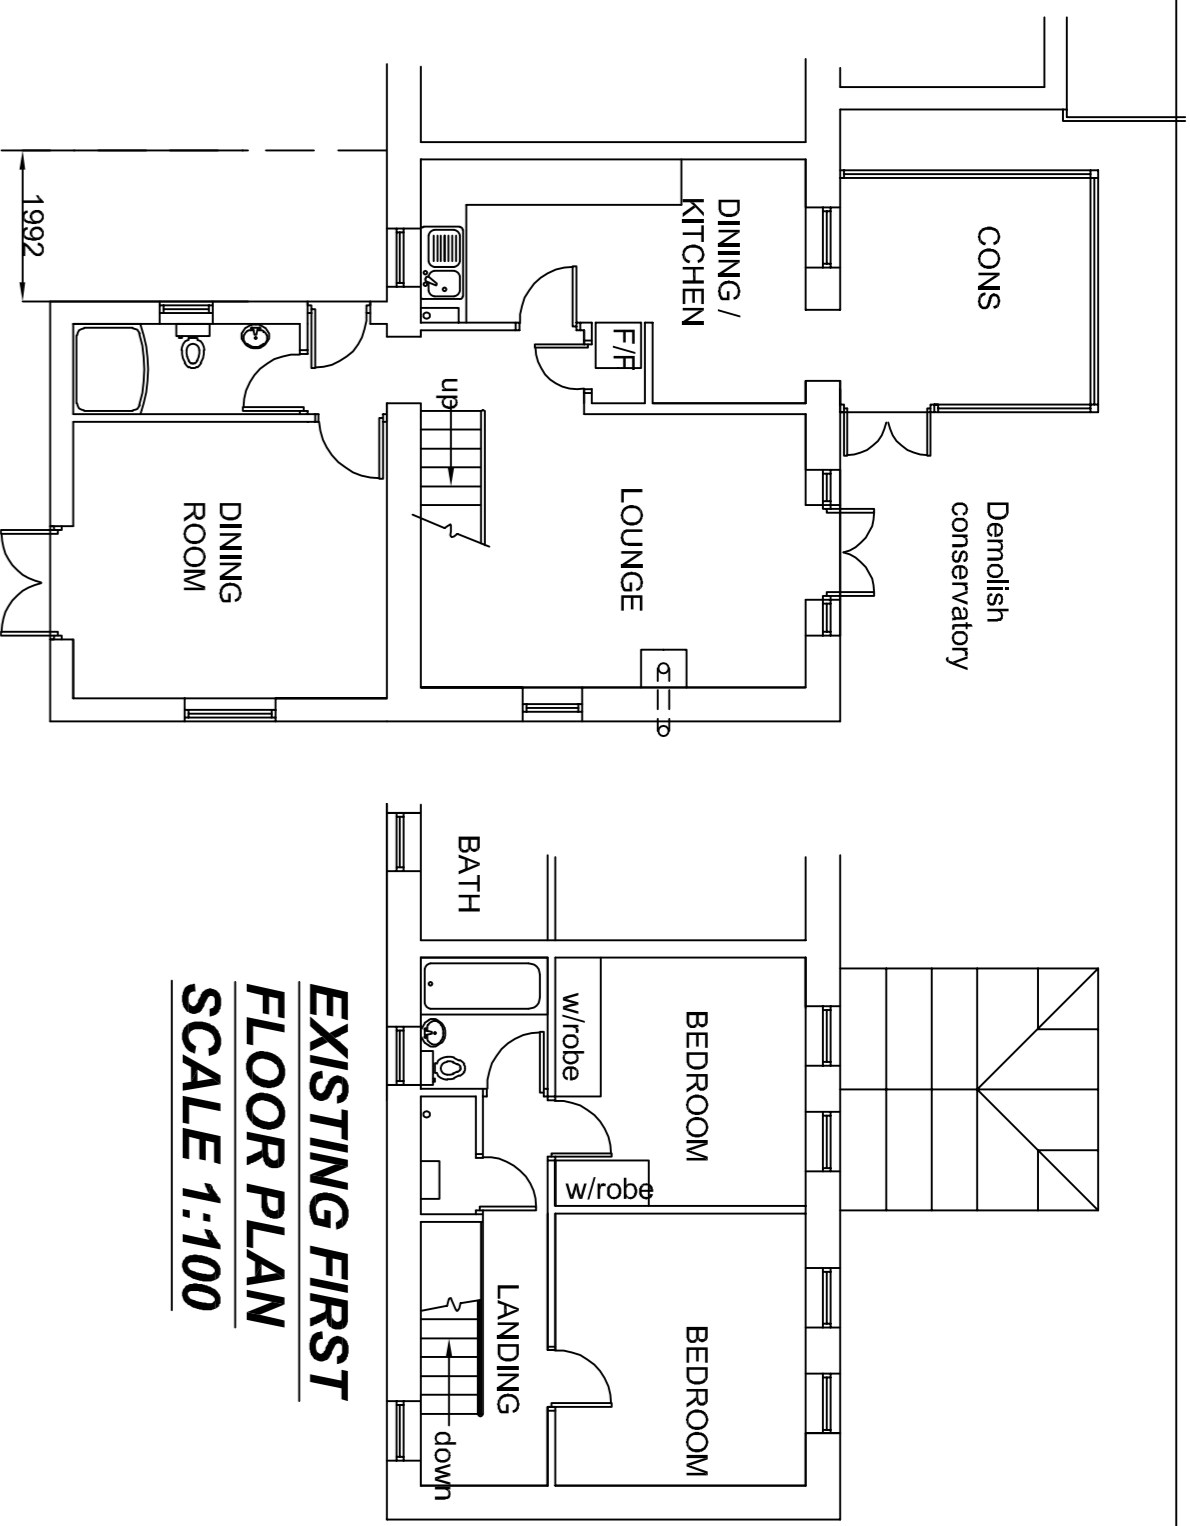 CONS
Demolish
conservatory
DINING /
KITCHEN
F/F
LOUNGE
up
DINING
ROOM
1992
BEDROOM
BEDROOM
w/robe
w/robe
LANDING
BATH
down
EXISTING FIRST
FLOOR PLAN
SCALE 1:100